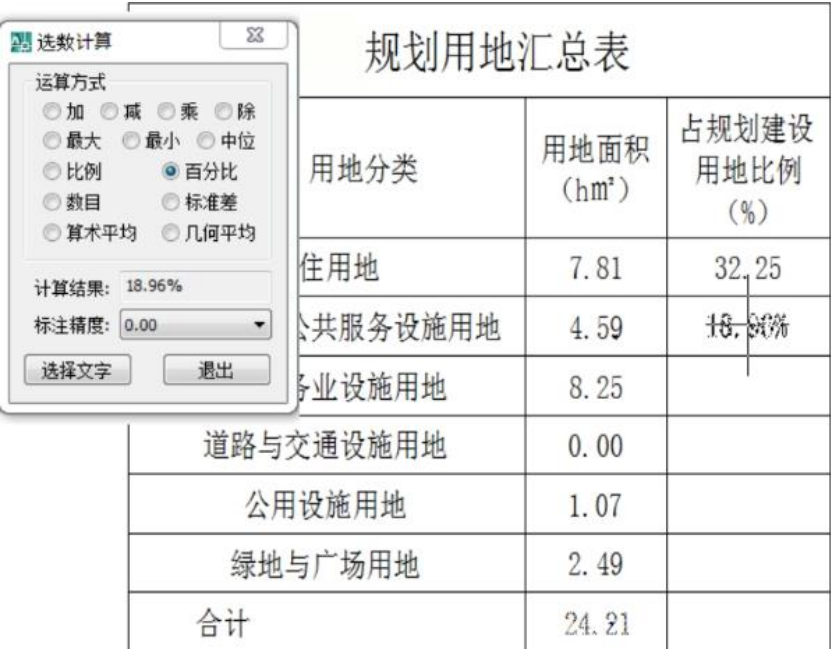 选数计算
运算方式
加 减 乘 除
最大 最小 中位
比例 百分比
数目 标准差
算术平均 几何平均
计算结果: 18.96%
标注精度: 0.00
选择文字 退出
规划用地汇总表
用地分类
用地面积
(hm²)
占规划建设
用地比例
(%)
住用地 7.81 32.25
公共服务设施用地 4.59 18.96%
务业设施用地 8.25
道路与交通设施用地 0.00
公用设施用地 1.07
绿地与广场用地 2.49
合计 24.21